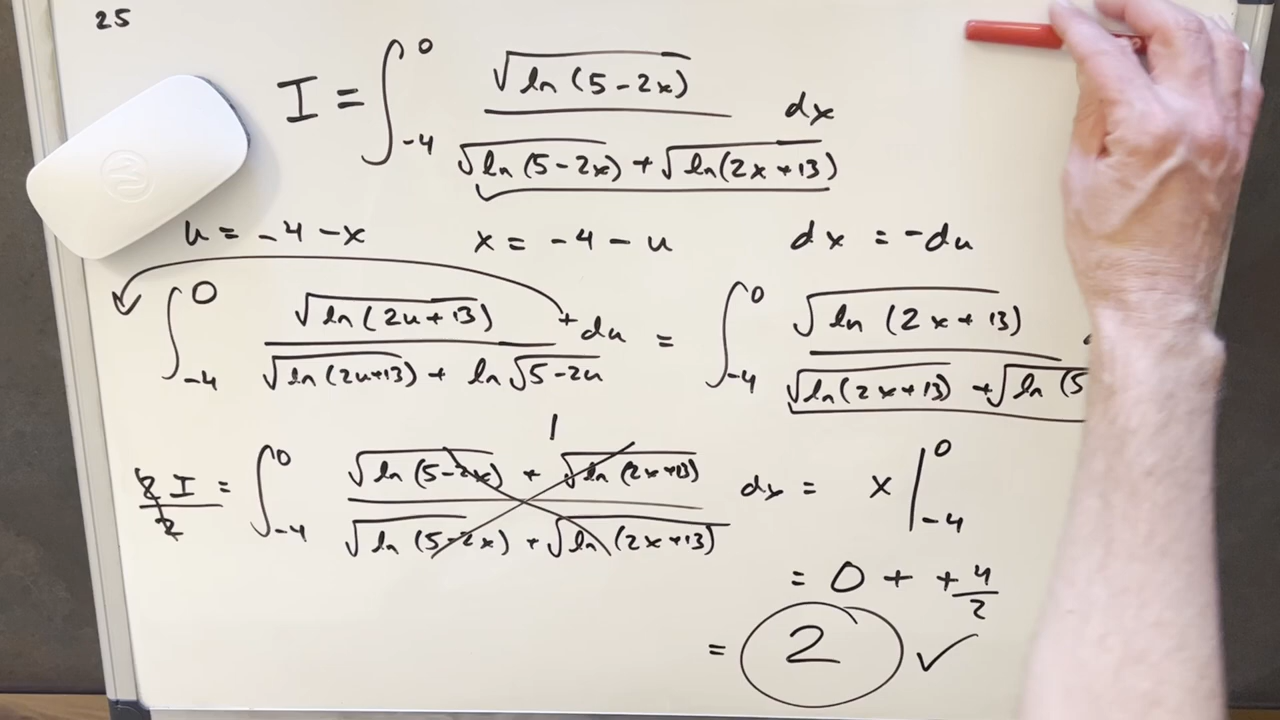 25
I = ∫_{-4}^{0} √ln (5-2x) / (√ln (5-2x) + √ln(2x+13)) dx
u = -4-x x = -4-u dx = -du
∫_{-4}^{0} √ln(2u+13) / (√ln(2u+13) + ln√5-2u) + du = ∫_{-4}^{0} √ln (2x+13) / (√ln(2x+13) + √ln (5
1
2I/2 = ∫_{-4}^{0} (√ln (5-2x) + √ln (2x+13)) / (√ln (5-2x) + √ln (2x+13)) dx = x |_{-4}^{0}
= 0 + + 4/2
= 2 ✓